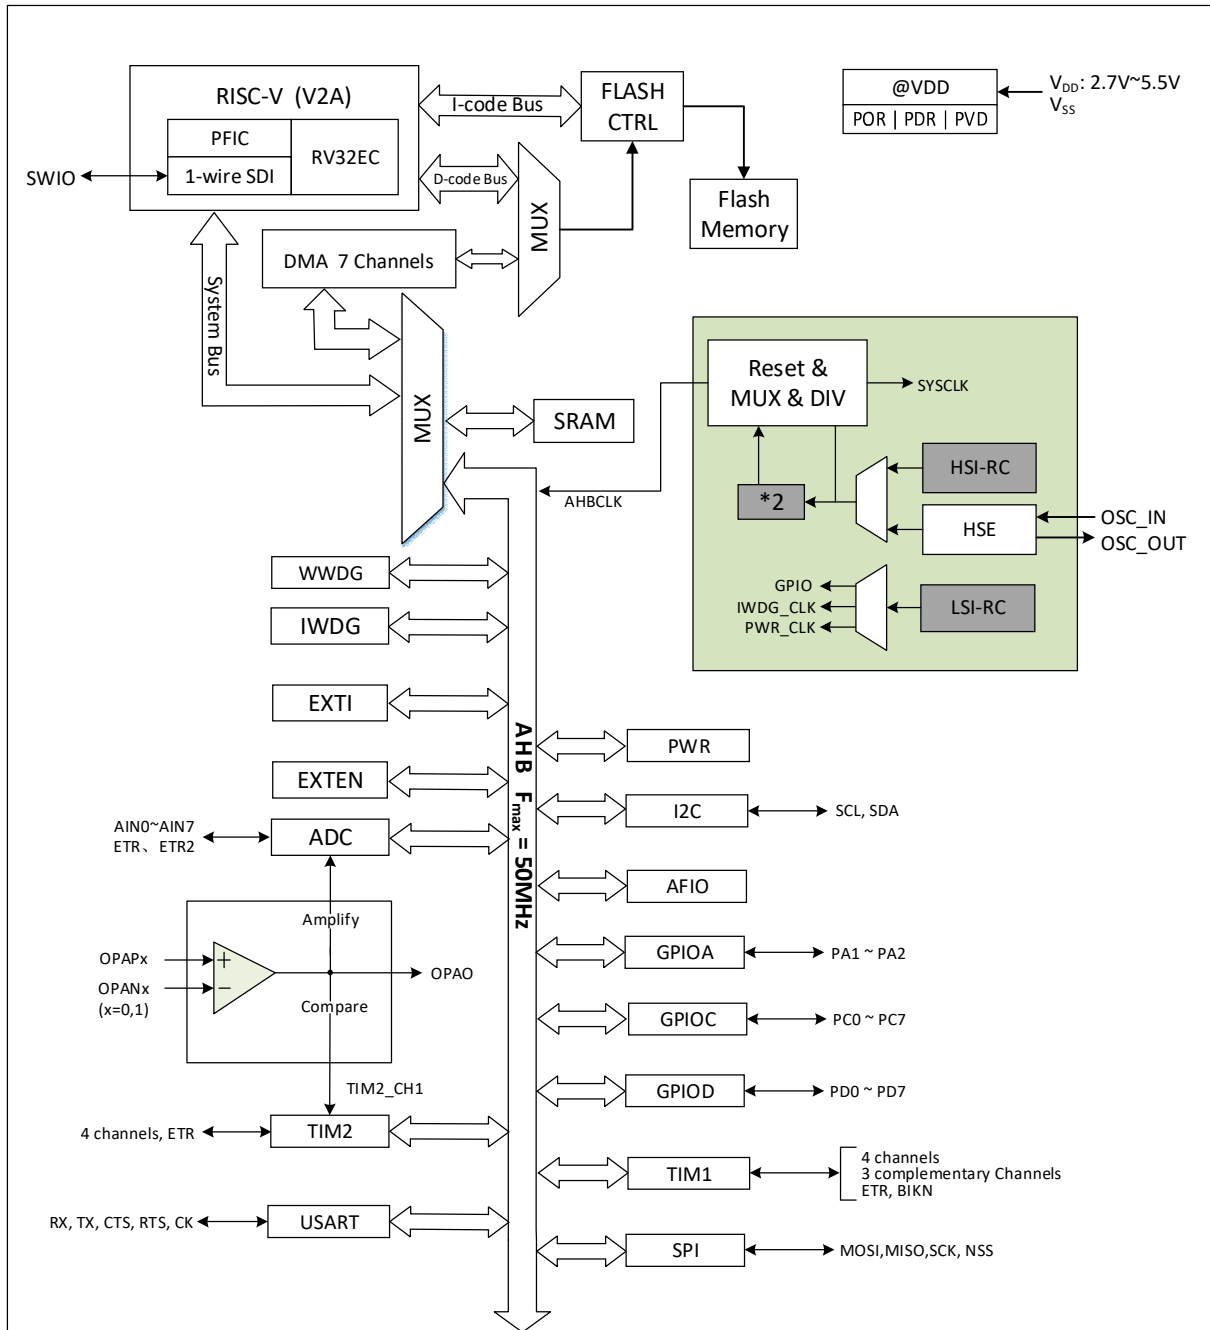 RISC-V (V2A)
PFIC
1-wire SDI
RV32EC
SWIO
I-code Bus
D-code Bus
FLASH
CTRL
Flash
Memory
MUX
@VDD
POR | PDR | PVD
VDD: 2.7V~5.5V
VSS
DMA 7 Channels
System Bus
MUX
SRAM
Reset &
MUX & DIV
SYSCLK
HSI-RC
*2
HSE
OSC_IN
OSC_OUT
AHBCLK
GPIO
IWDG_CLK
PWR_CLK
LSI-RC
WWDG
IWDG
EXTI
EXTEN
AIN0~AIN7
ETR、ETR2
ADC
Amplify
OPAPx
+
OPANx
−
(x=0,1)
OPAO
Compare
TIM2_CH1
4 channels, ETR
TIM2
RX, TX, CTS, RTS, CK
USART
AHB Fmax = 50MHz
PWR
I2C
SCL, SDA
AFIO
GPIOA
PA1 ~ PA2
GPIOC
PC0 ~ PC7
GPIOD
PD0 ~ PD7
TIM1
4 channels
3 complementary Channels
ETR, BIKN
SPI
MOSI,MISO,SCK, NSS